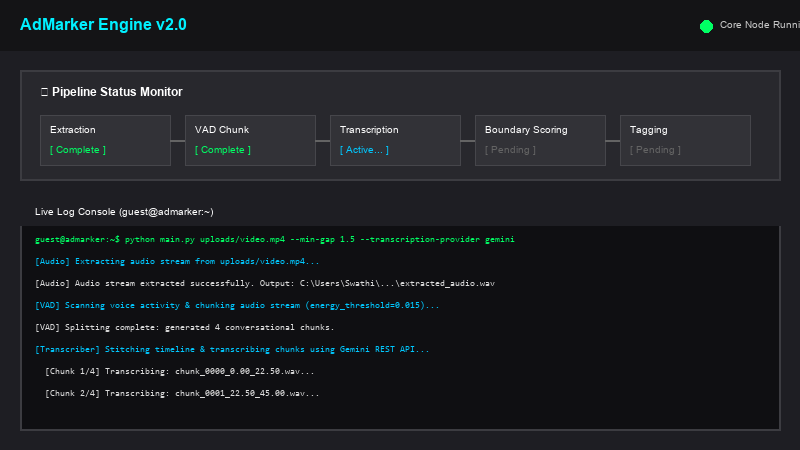 AdMarker Engine v2.0
Core Node Runni
Pipeline Status Monitor
Extraction
[ Complete ]
VAD Chunk
[ Complete ]
Transcription
[ Active... ]
Boundary Scoring
[ Pending ]
Tagging
[ Pending ]
Live Log Console (guest@admarker:~)
guest@admarker:~$ python main.py uploads/video.mp4 --min-gap 1.5 --transcription-provider gemini
[Audio] Extracting audio stream from uploads/video.mp4...
[Audio] Audio stream extracted successfully. Output: C:\Users\Swathi\...\extracted_audio.wav
[VAD] Scanning voice activity & chunking audio stream (energy_threshold=0.015)...
[VAD] Splitting complete: generated 4 conversational chunks.
[Transcriber] Stitching timeline & transcribing chunks using Gemini REST API...
[Chunk 1/4] Transcribing: chunk_0000_0.00_22.50.wav...
[Chunk 2/4] Transcribing: chunk_0001_22.50_45.00.wav...